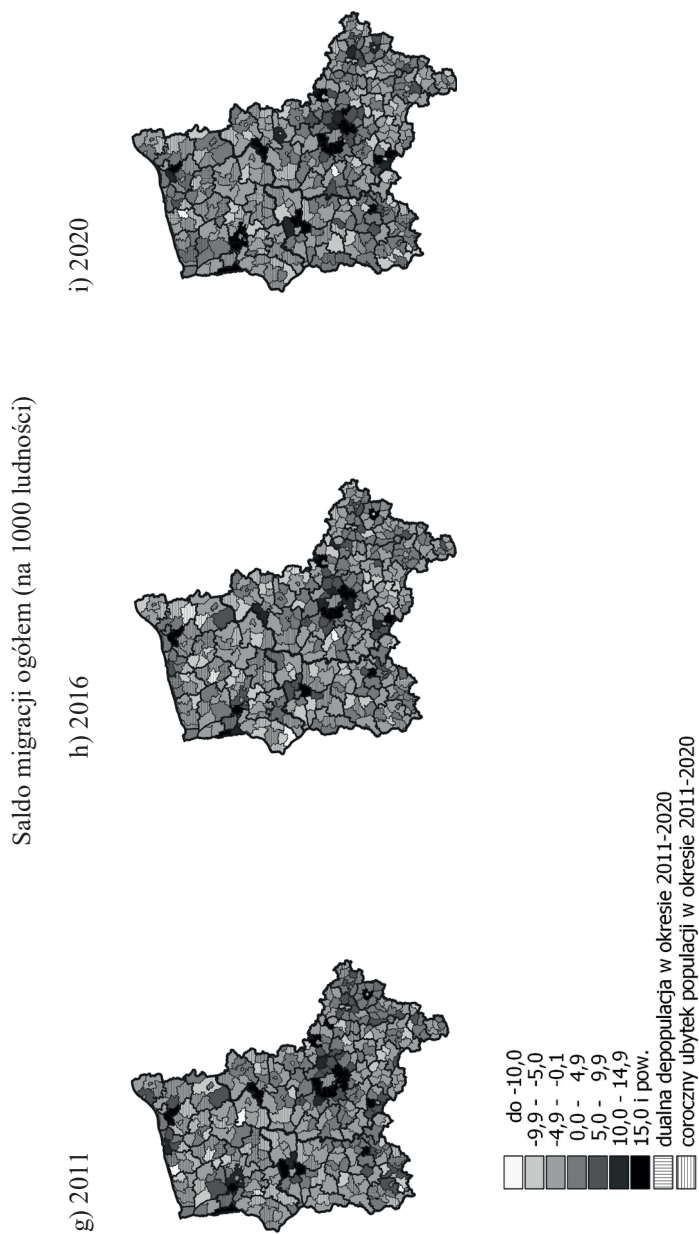 Saldo migracji ogółem (na 1000 ludności)
g) 2011
h) 2016
i) 2020
do -10,0
-9,9 - -5,0
-4,9 - -0,1
0,0 - 4,9
5,0 - 9,9
10,0 - 14,9
15,0 i pow.
dualna depopulacja w okresie 2011-2020
coroczny ubytek populacji w okresie 2011-2020